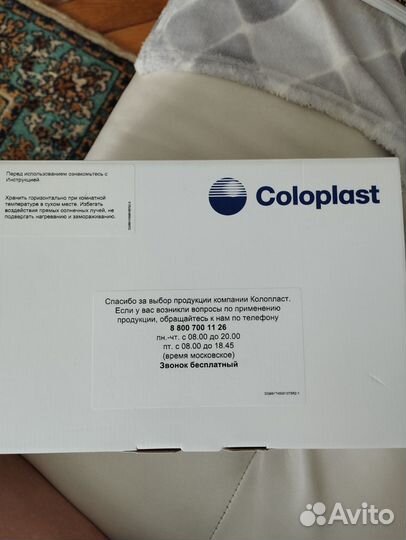 Перед использованием ознакомьтесь с
Инструкцией.
Хранить горизонтально при комнатной
температуре в сухом месте. Избегать
воздействия прямых солнечных лучей, не
подвергать нагреванию и замораживанию.
Coloplast
Спасибо за выбор продукции компании Колопласт.
Если у вас возникли вопросы по применению
продукции, обращайтесь к нам по телефону
8 800 700 11 26
пн.-чт. с 08.00 до 20.00
пт. с 08.00 до 18.45
(время московское)
Звонок бесплатный
Avito